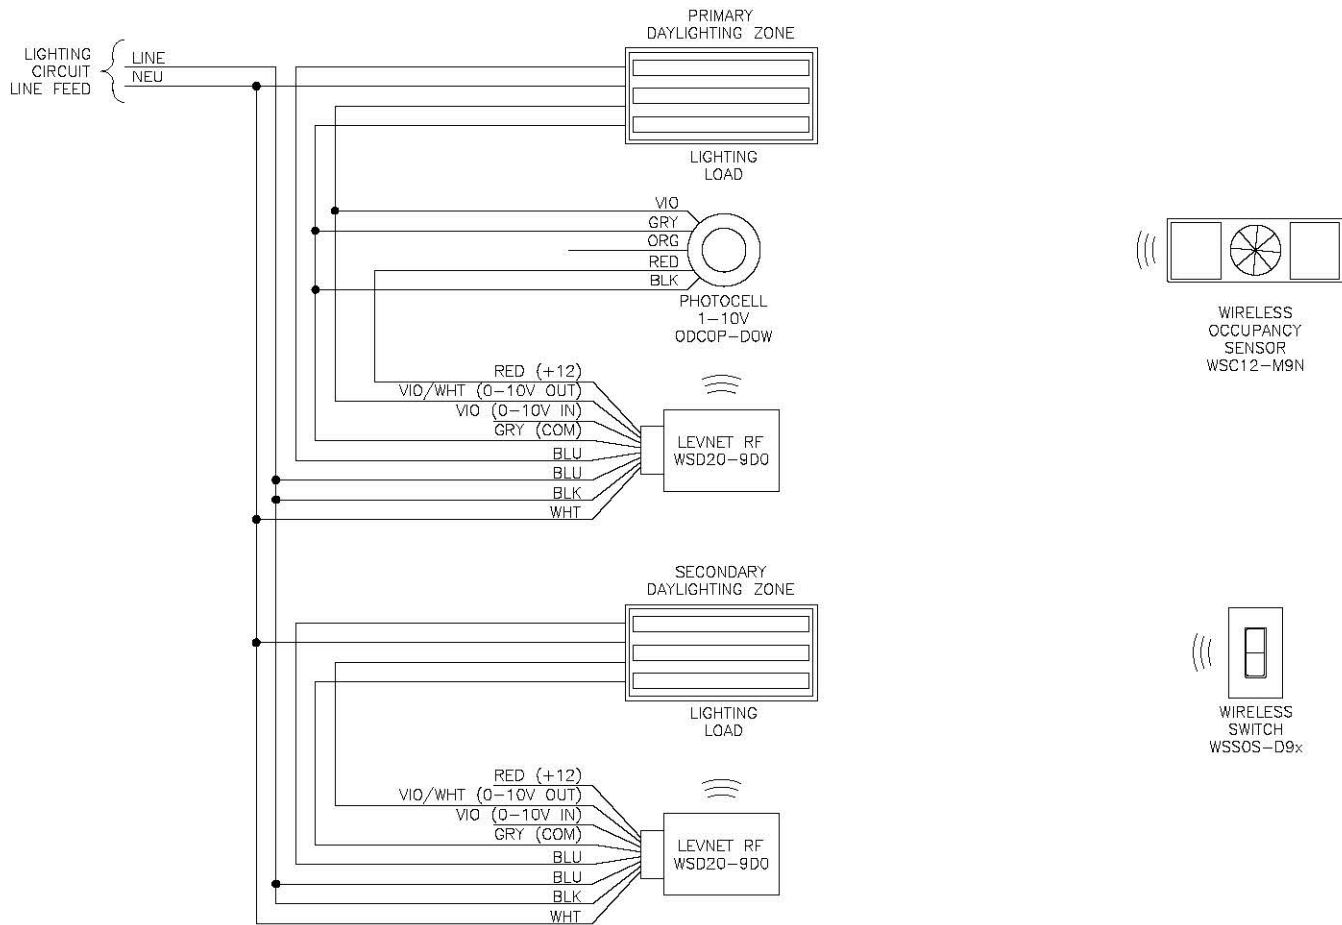 PRIMARY
DAYLIGHTING ZONE
LIGHTING
CIRCUIT
LINE FEED
LINE
NEU
LIGHTING
LOAD
VIO
GRY
ORG
RED
BLK
PHOTOCELL
1-10V
ODC0P-D0W
WIRELESS
OCCUPANCY
SENSOR
WSC12-M9N
RED (+12)
VIO/WHT (0-10V OUT)
VIO (0-10V IN)
GRY (COM)
BLU
BLU
BLK
WHT
LEVNET RF
WSD20-9D0
SECONDARY
DAYLIGHTING ZONE
LIGHTING
LOAD
WIRELESS
SWITCH
WSS0S-D9x
RED (+12)
VIO/WHT (0-10V OUT)
VIO (0-10V IN)
GRY (COM)
BLU
BLU
BLK
WHT
LEVNET RF
WSD20-9D0